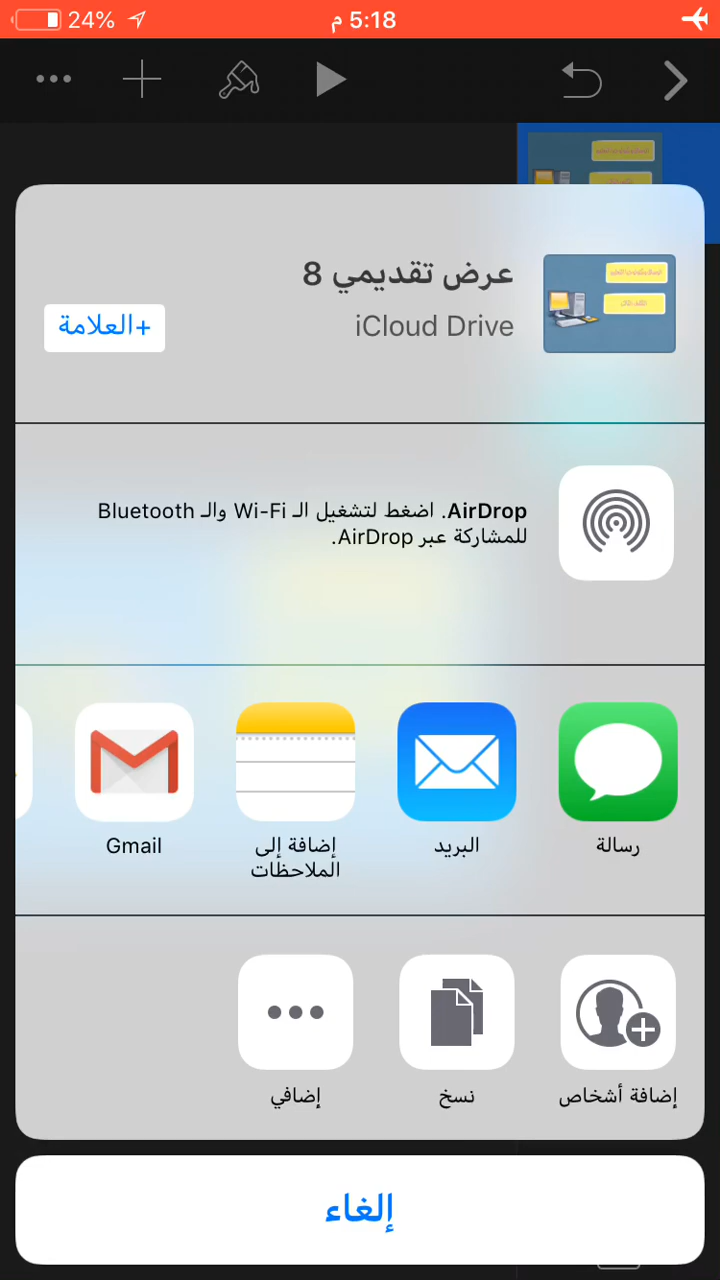 24%
5:18 م
عرض تقديمي 8
iCloud Drive
+العلامة
AirDrop. اضغط لتشغيل الـ Wi-Fi والـ Bluetooth
للمشاركة عبر AirDrop.
رسالة
البريد
إضافة إلى
الملاحظات
Gmail
إضافة أشخاص
نسخ
إضافي
إلغاء